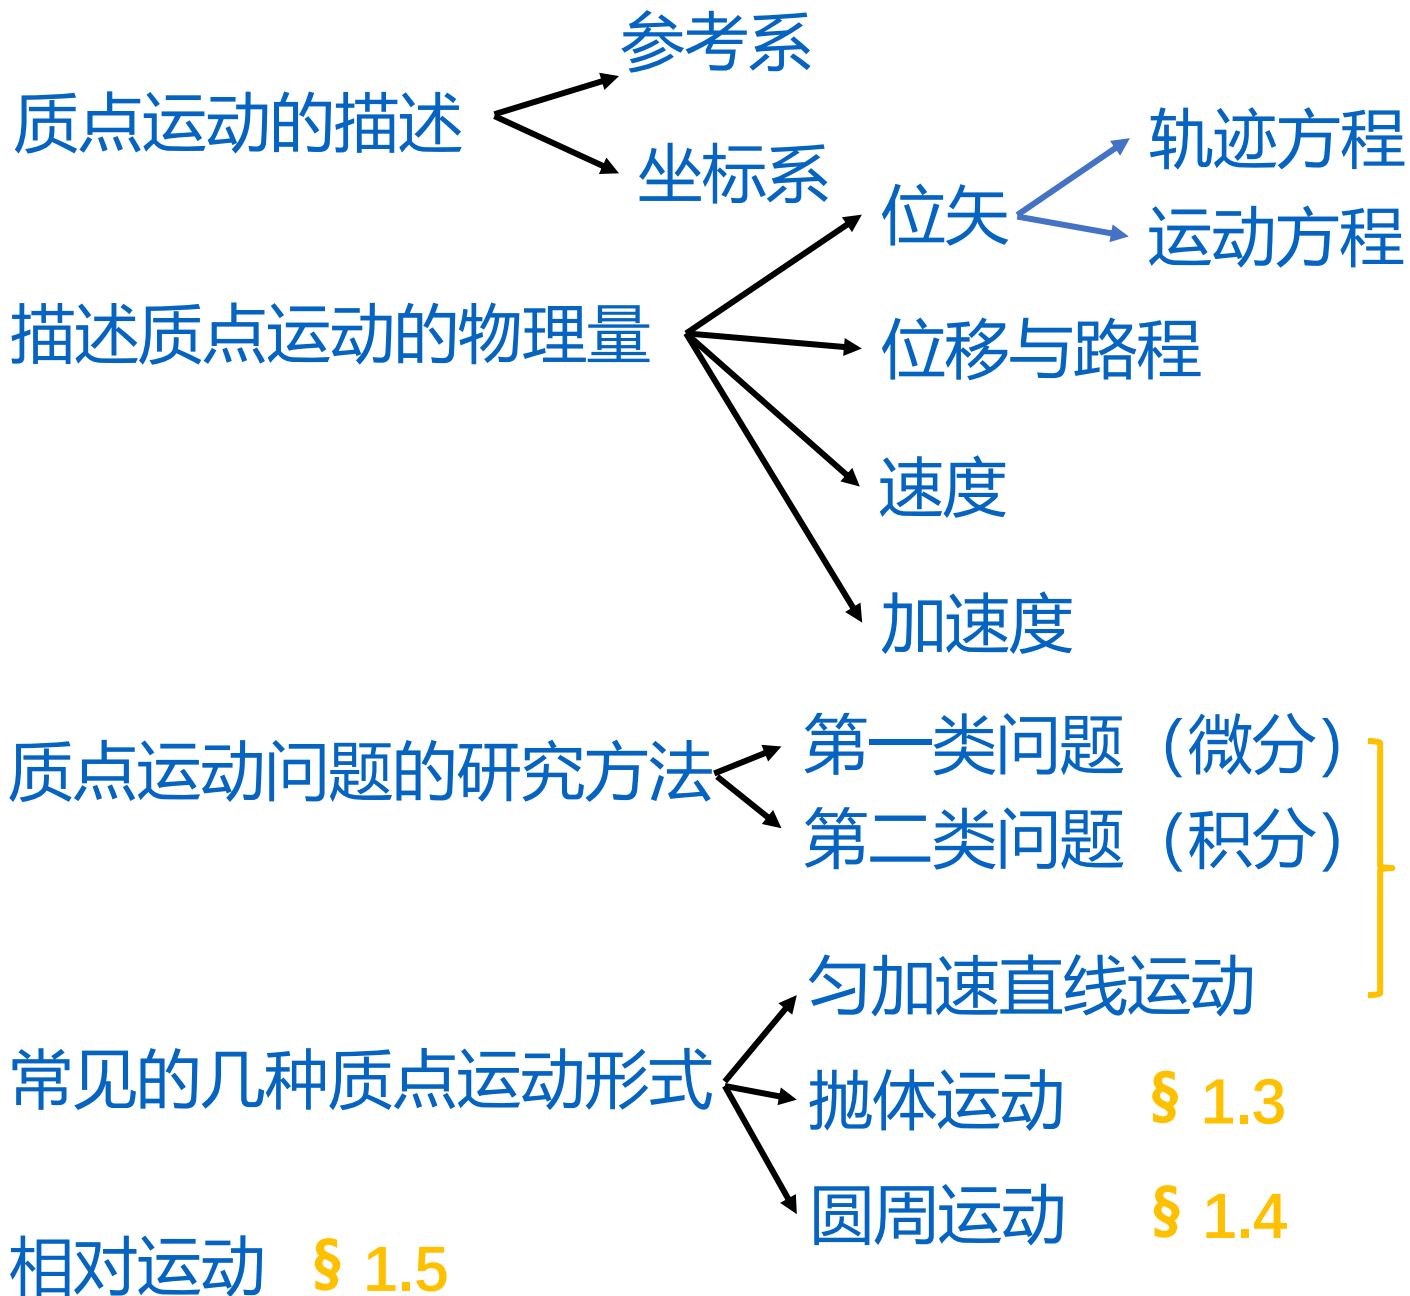 参考系
质点运动的描述
坐标系
轨迹方程
位矢
运动方程
描述质点运动的物理量
位移与路程
速度
加速度
第一类问题（微分）
质点运动问题的研究方法
第二类问题（积分）
匀加速直线运动
常见的几种质点运动形式
抛体运动 § 1.3
圆周运动 § 1.4
相对运动 § 1.5